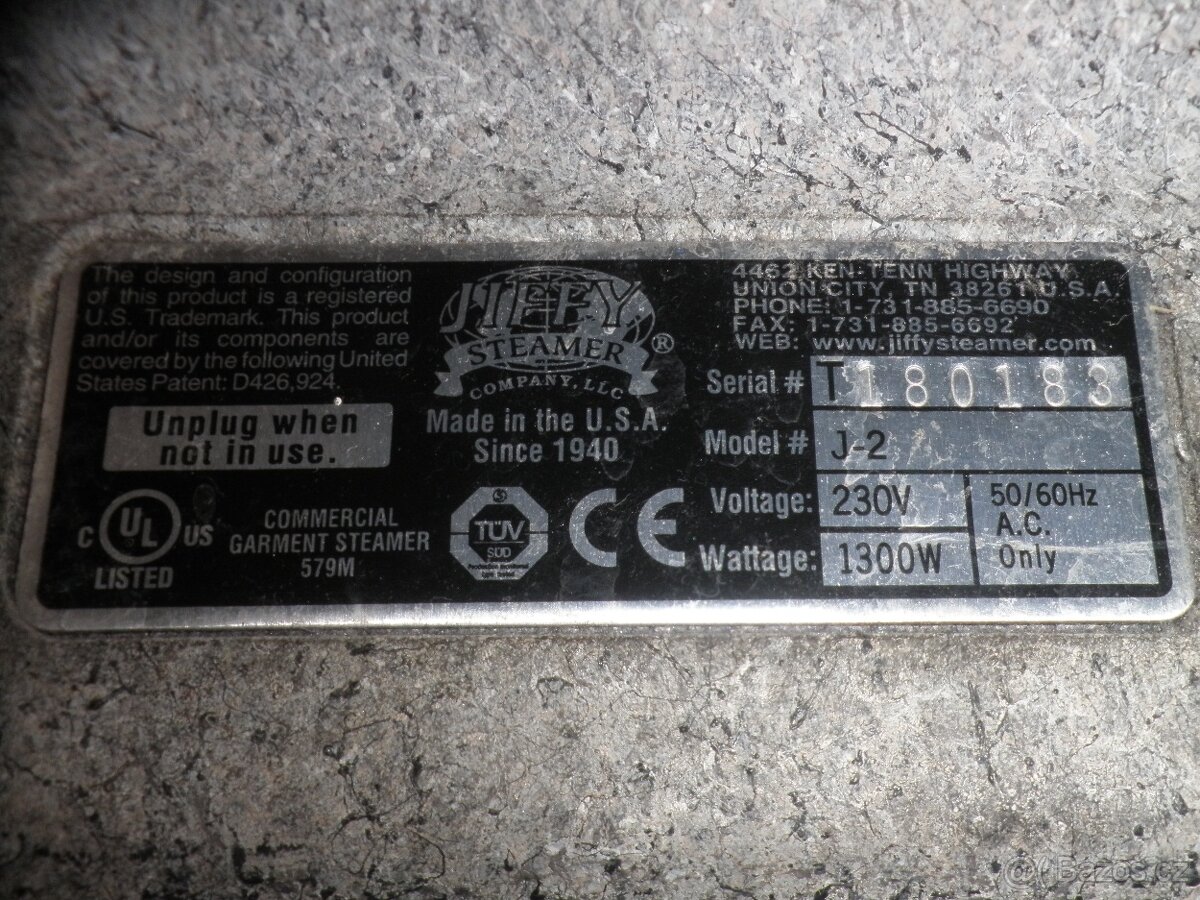 The design and configuration
of this product is a registered
U.S. Trademark. This product
and/or its components are
covered by the following United
States Patent: D426,924.
Unplug when
not in use.
C UL US
LISTED
COMMERCIAL
GARMENT STEAMER
579M
JIFFY
STEAMER ®
COMPANY, LLC
Made in the U.S.A.
Since 1940
TÜV
SÜD
CE
4462 KEN-TENN HIGHWAY
UNION CITY, TN 38261 U.S.A
PHONE: 1-731-885-6690
FAX: 1-731-885-6692
WEB: www.jiffysteamer.com
Serial # T180183
Model # J-2
Voltage: 230V
Wattage: 1300W
50/60Hz
A.C.
Only
Bazos.cz